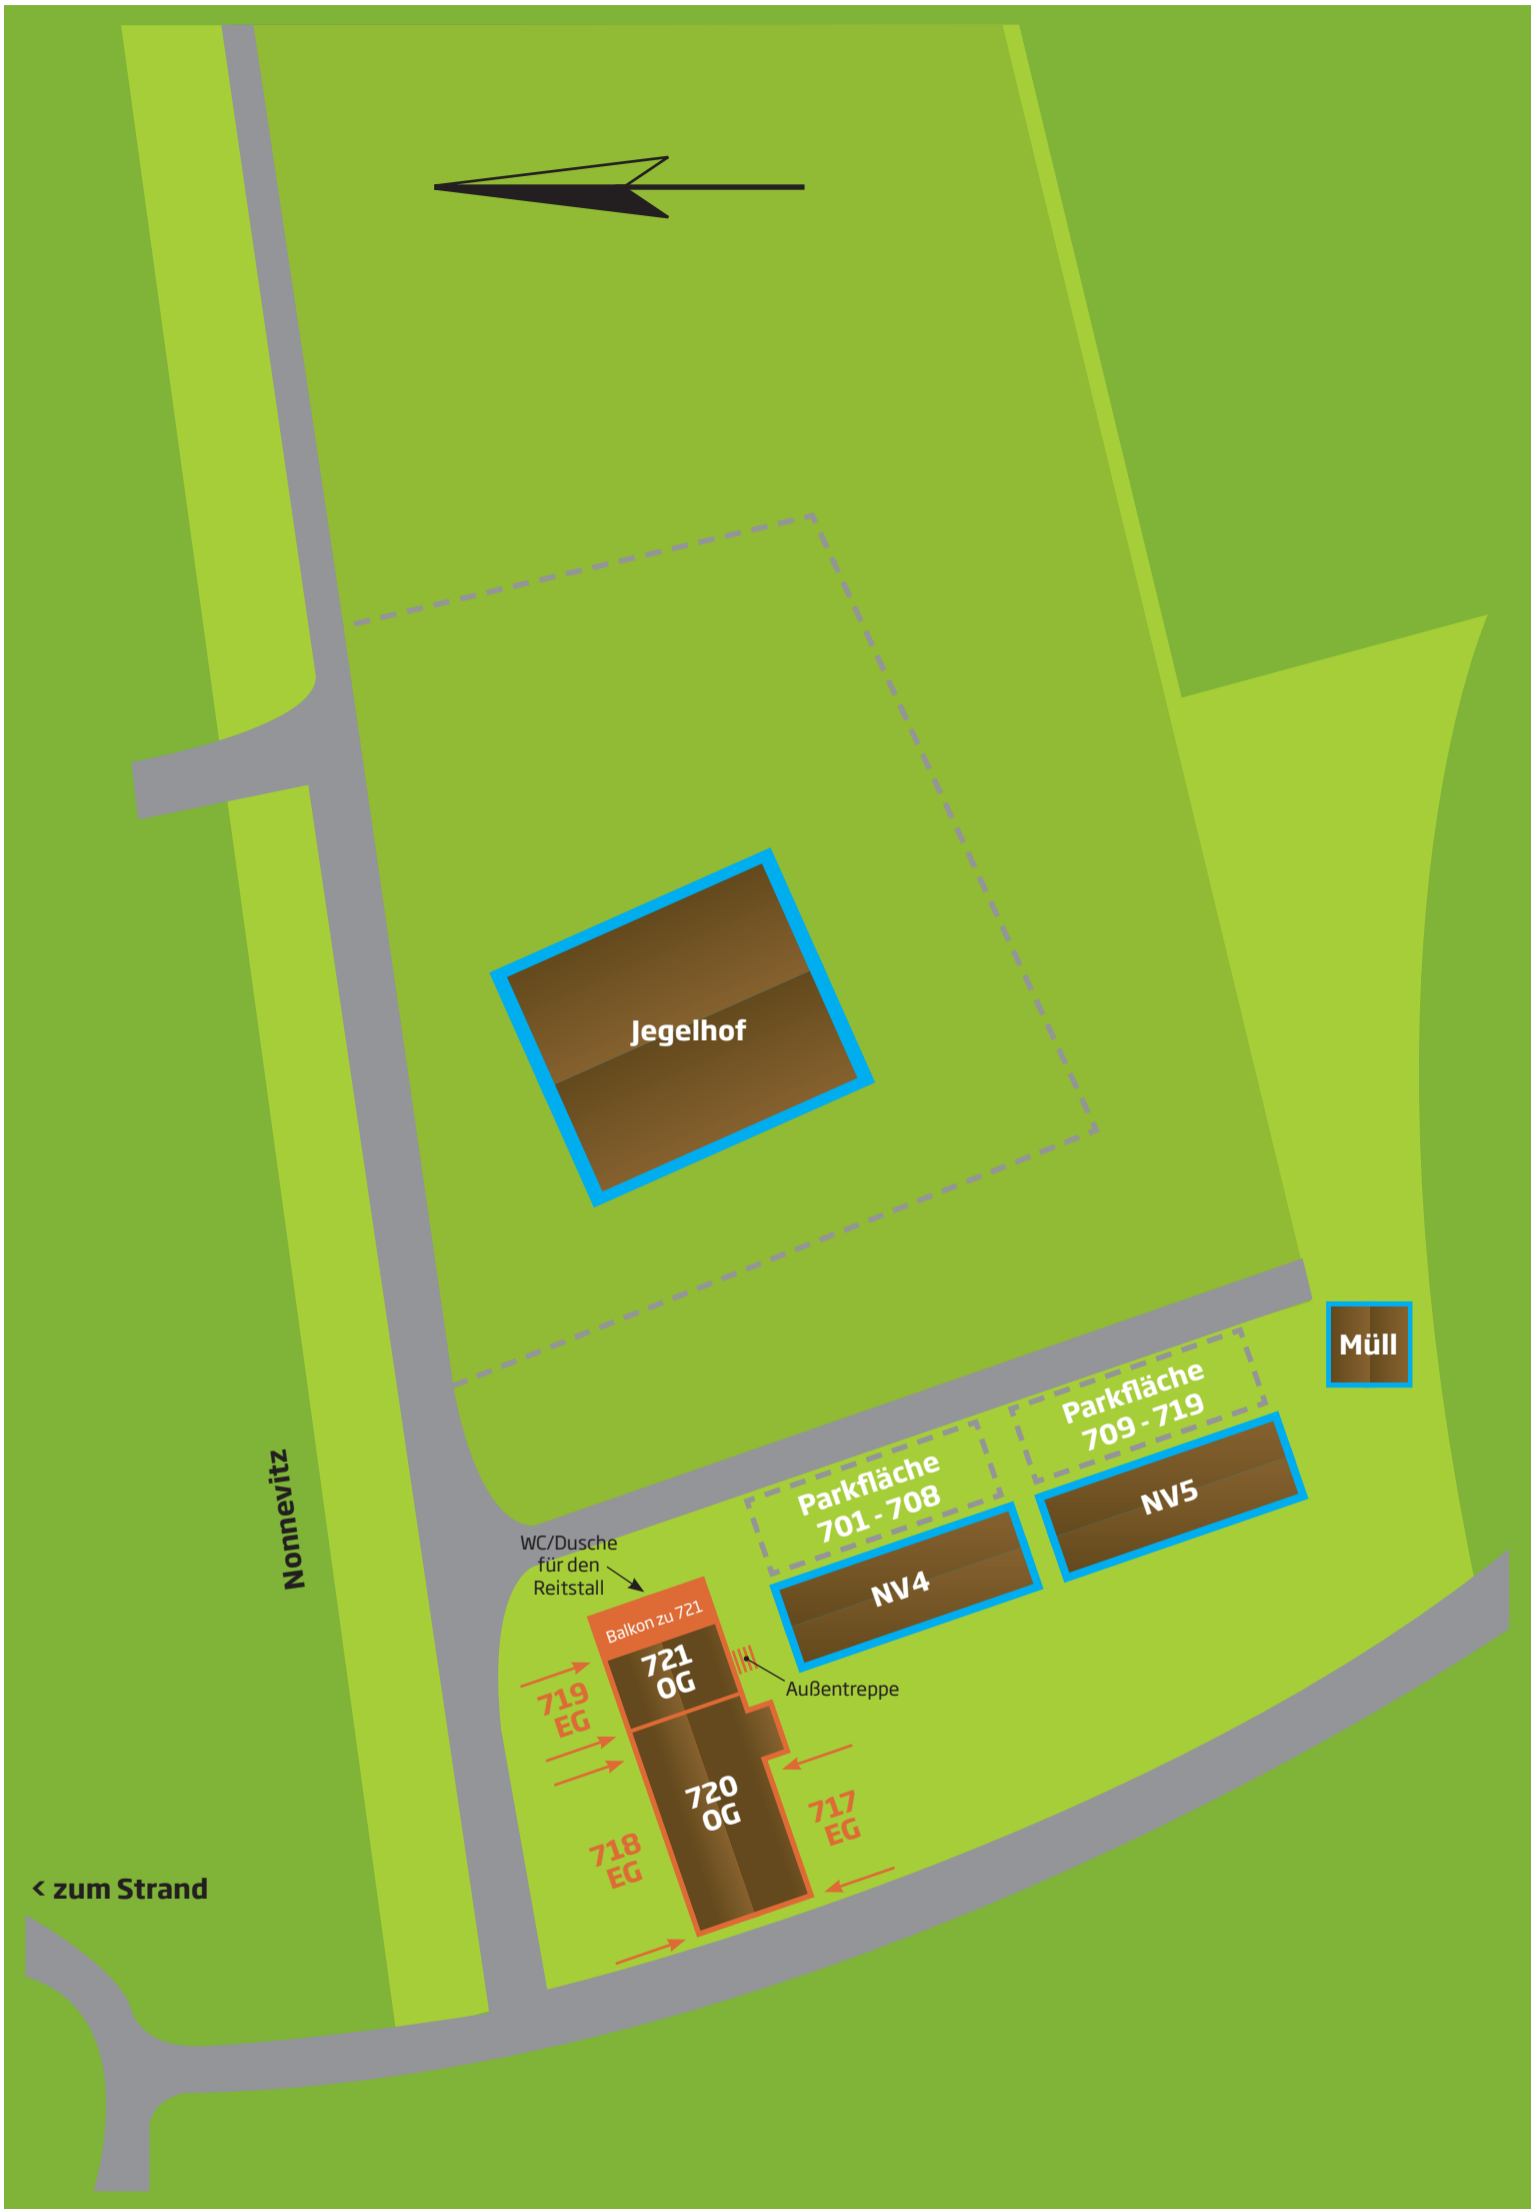 Jegelhof
Müll
Parkfläche
709 - 719
NV5
Parkfläche
701 - 708
NV4
Nonnevitz
WC/Dusche
für den
Reitstall
Balkon zu 721
721
OG
Außentreppe
719
EG
720
OG
717
EG
718
EG
< zum Strand